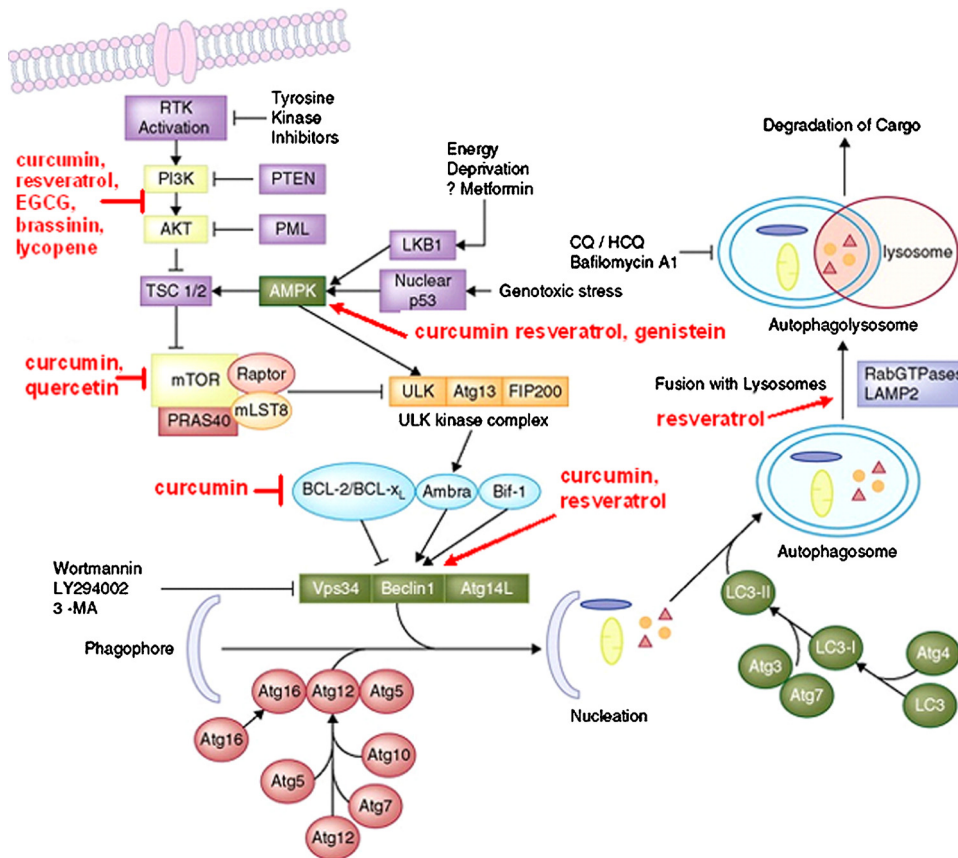 RTK
Activation
Tyrosine
Kinase
Inhibitors
curcumin,
resveratrol,
EGCG,
brassinin,
lycopene
PI3K
PTEN
AKT
PML
Energy
Deprivation
? Metformin
LKB1
TSC 1/2
AMPK
Nuclear
p53
Genotoxic stress
curcumin resveratrol, genistein
curcumin,
quercetin
mTOR
Raptor
mLST8
PRAS40
ULK
Atg13
FIP200
ULK kinase complex
curcumin
BCL-2/BCL-xL
Ambra
Bif-1
curcumin,
resveratrol
Wortmannin
LY294002
3 -MA
Vps34
Beclin1
Atg14L
Phagophore
Nucleation
Atg16
Atg12
Atg5
Atg16
Atg5
Atg10
Atg7
Atg12
Degradation of Cargo
CQ / HCQ
Bafilomycin A1
lysosome
Autophagolysosome
Fusion with Lysosomes
resveratrol
RabGTPases
LAMP2
Autophagosome
LC3-II
LC3-I
Atg3
Atg7
Atg4
LC3